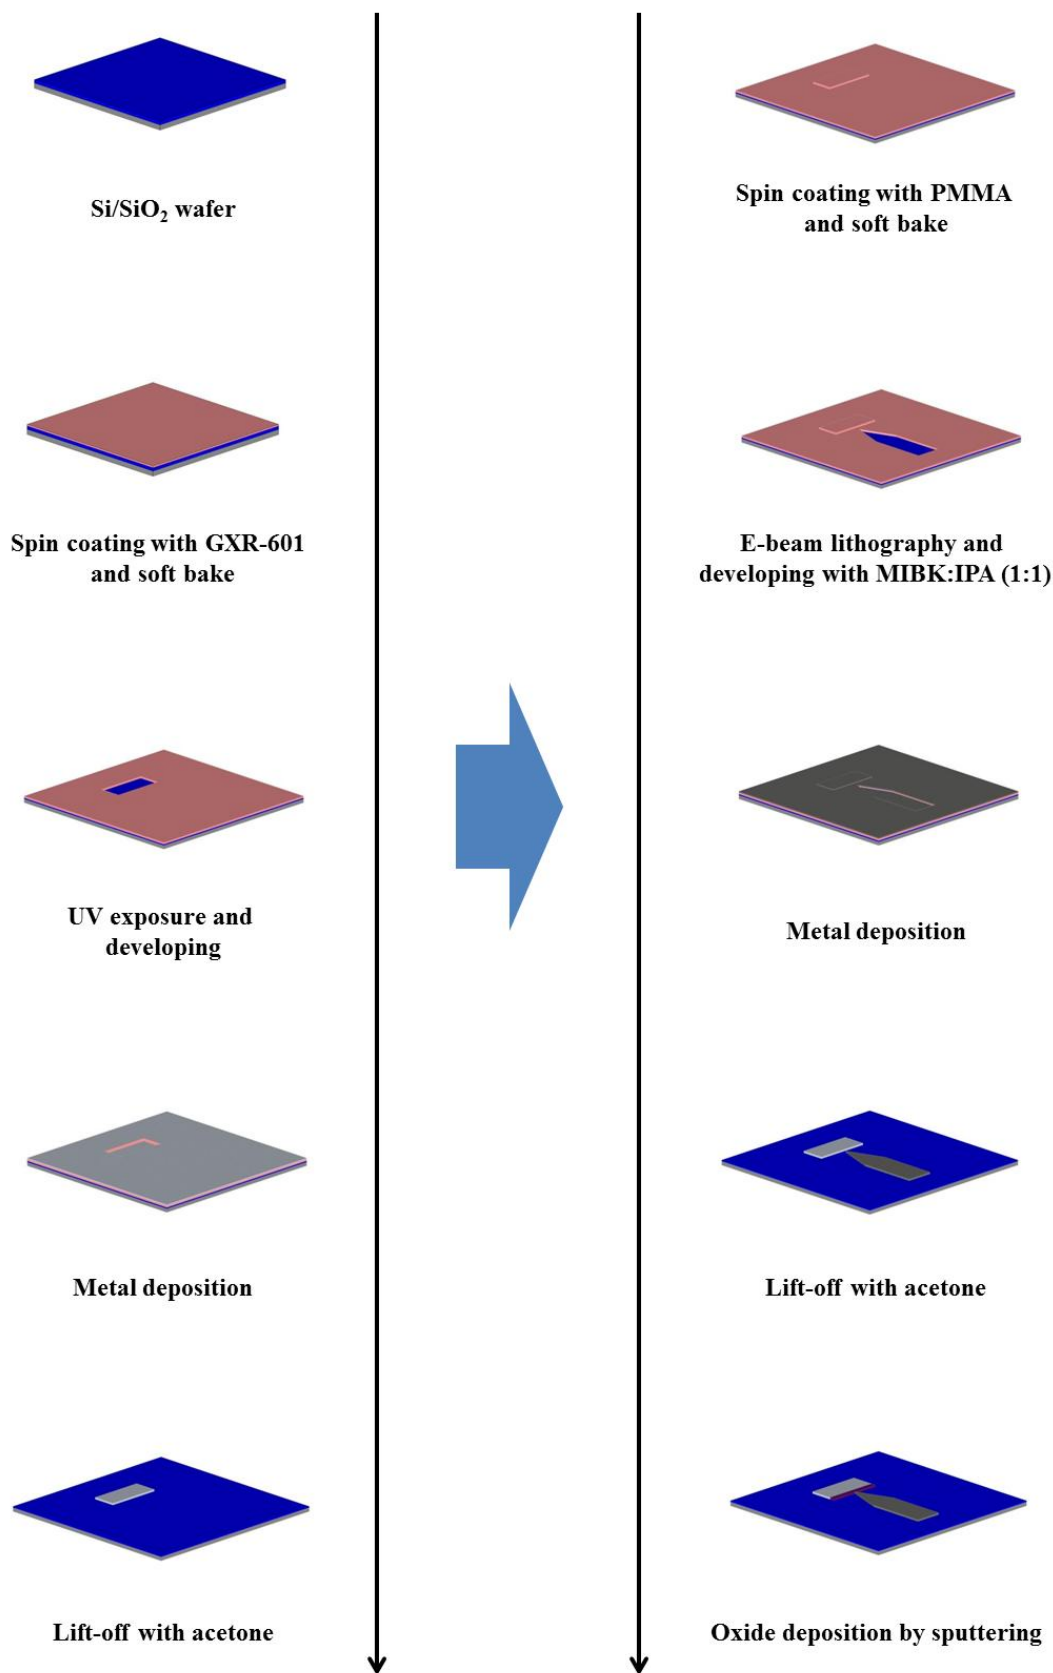 Si/SiO₂ wafer
Spin coating with GXR-601
and soft bake
UV exposure and
developing
Metal deposition
Lift-off with acetone
Spin coating with PMMA
and soft bake
E-beam lithography and
developing with MIBK:IPA (1:1)
Metal deposition
Lift-off with acetone
Oxide deposition by sputtering